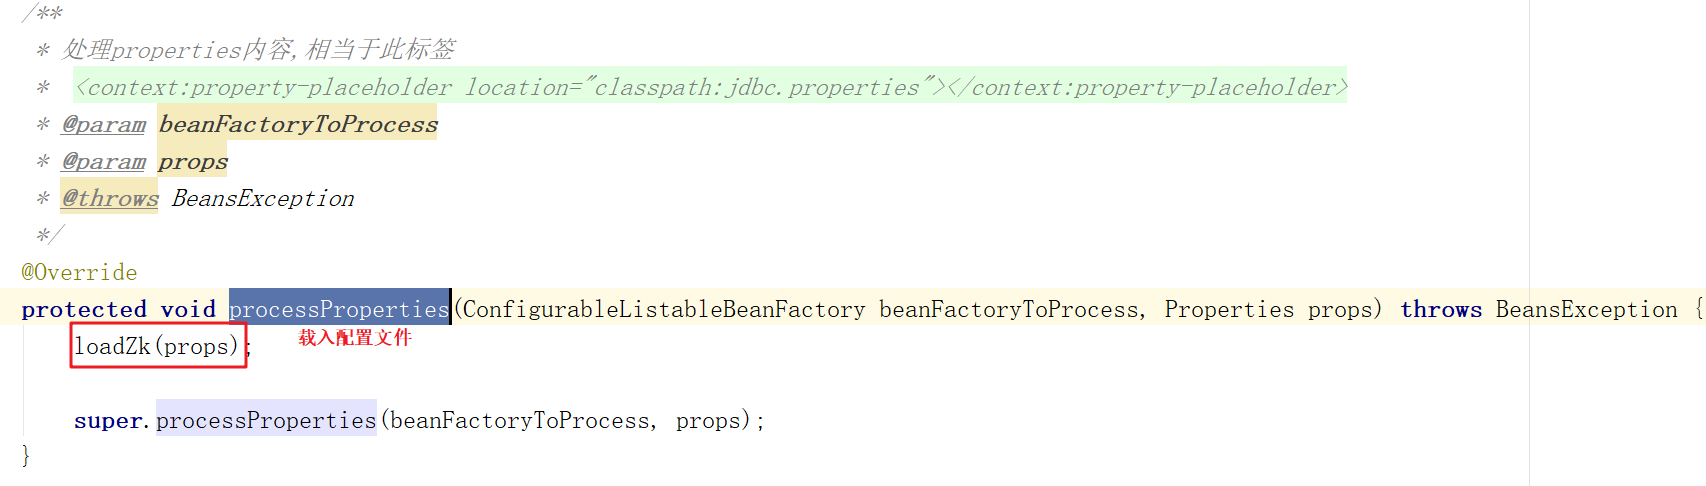 /**
* 处理properties内容,相当于此标签
* <context:property-placeholder location="classpath:jdbc.properties"></context:property-placeholder>
* @param beanFactoryToProcess
* @param props
* @throws BeansException
*/
@Override
protected void processProperties(ConfigurableListableBeanFactory beanFactoryToProcess, Properties props) throws BeansException {
loadZk(props);
载入配置文件
super.processProperties(beanFactoryToProcess, props);
}